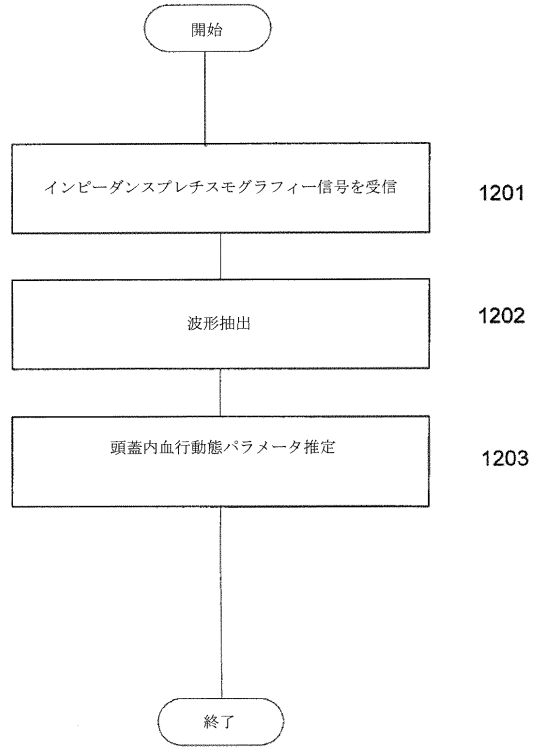 開始
インピーダンスプレチスモグラフィー信号を受信
1201
波形抽出
1202
頭蓋内血行動態パラメータ推定
1203
終了